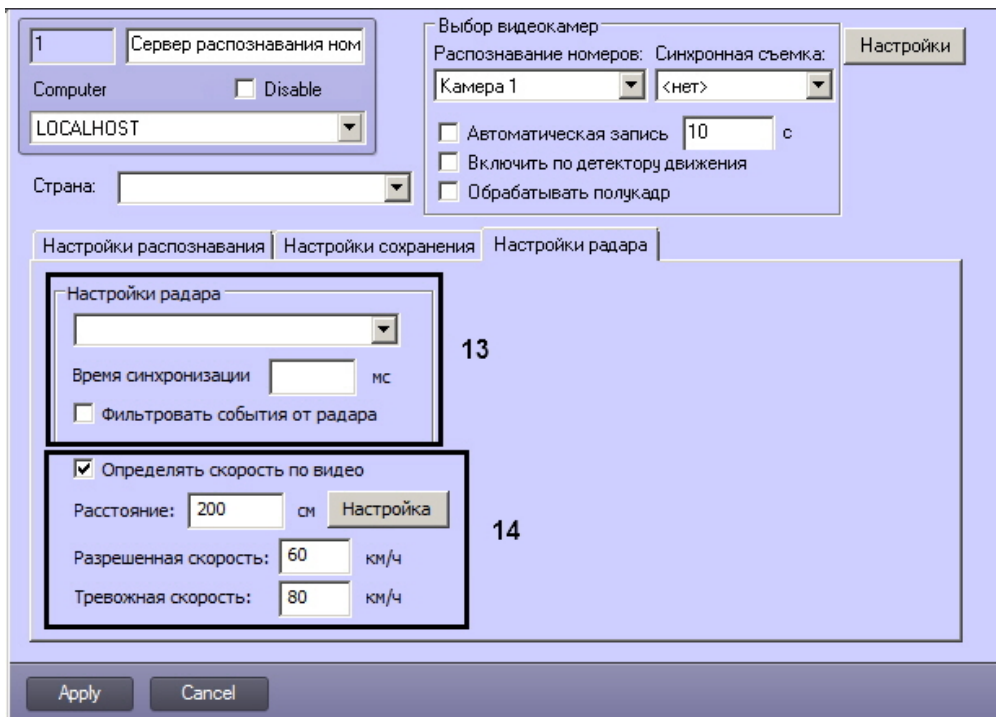 1
Сервер распознавания ном
Computer
Disable
LOCALHOST
Страна:
Выбор видеокамер
Распознавание номеров: Синхронная съемка:
Камера 1
<нет>
Автоматическая запись 10 с
Включить по детектору движения
Обрабатывать полукадр
Настройки
Настройки распознавания Настройки сохранения Настройки радара
Настройки радара
Время синхронизации мс
Фильтровать события от радара
13
Определять скорость по видео
Расстояние: 200 см Настройка
Разрешенная скорость: 60 км/ч
Тревожная скорость: 80 км/ч
14
Apply
Cancel